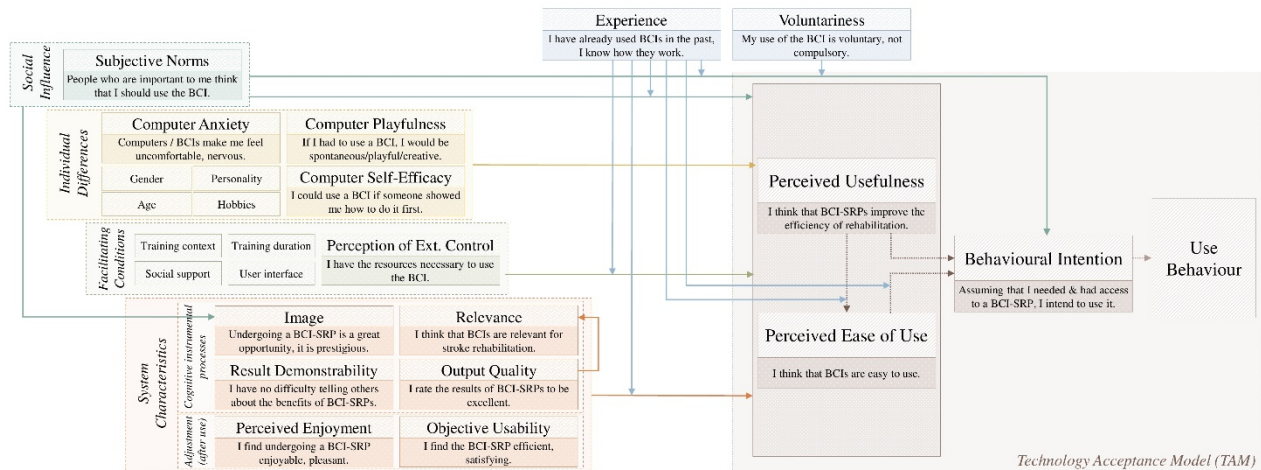 Experience
I have already used BCIs in the past,
I know how they work.
Voluntariness
My use of the BCI is voluntary, not
compulsory.
Social
Influence
Subjective Norms
People who are important to me think
that I should use the BCI.
Individual
Differences
Computer Anxiety
Computers / BCIs make me feel
uncomfortable, nervous.
Gender
Personality
Age
Hobbies
Computer Playfulness
If I had to use a BCI, I would be
spontaneous/playful/creative.
Computer Self-Efficacy
I could use a BCI if someone showed
me how to do it first.
Facilitating
Conditions
Training context
Training duration
Social support
User interface
Perception of Ext. Control
I have the resources necessary to use
the BCI.
System
Characteristics
Cognitive instrumental
processes
Image
Undergoing a BCI-SRP is a great
opportunity, it is prestigious.
Relevance
I think that BCIs are relevant for
stroke rehabilitation.
Result Demonstrability
I have no difficulty telling others
about the benefits of BCI-SRPs.
Output Quality
I rate the results of BCI-SRPs to be
excellent.
Adjustment
(after use)
Perceived Enjoyment
I find undergoing a BCI-SRP
enjoyable, pleasant.
Objective Usability
I find the BCI-SRP efficient,
satisfying.
Perceived Usefulness
I think that BCI-SRPs improve the
efficiency of rehabilitation.
Perceived Ease of Use
I think that BCIs are easy to use.
Behavioural Intention
Assuming that I needed & had access
to a BCI-SRP, I intend to use it.
Use
Behaviour
Technology Acceptance Model (TAM)